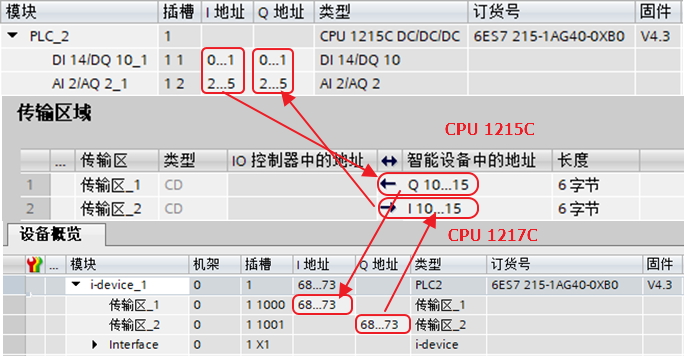 模块 插槽 I 地址 Q 地址 类型 订货号 固件
PLC_2 CPU 1215C DC/DC/DC 6ES7 215-1AG40-0XB0 V4.3
DI 14/DQ 10_1 1 1 0...1 0...1 DI 14/DQ 10
AI 2/AQ 2_1 1 2 2...5 2...5 AI 2/AQ 2
传输区域
CPU 1215C
... 传输区 类型 IO 控制器中的地址 ↔ 智能设备中的地址 长度
1 传输区_1 CD ← Q 10...15 6 字节
2 传输区_2 CD → I 10...15 6 字节
设备概览
CPU 1217C
... 模块 机架 插槽 I 地址 Q 地址 类型 订货号 固件
i-device_1 0 1 68...73 PLC2 6ES7 215-1AG40-0XB0 V4.3
传输区_1 0 1 1000 68...73 传输区_1
传输区_2 0 1 1001 68...73 传输区_2
Interface 0 1 X1 i-device